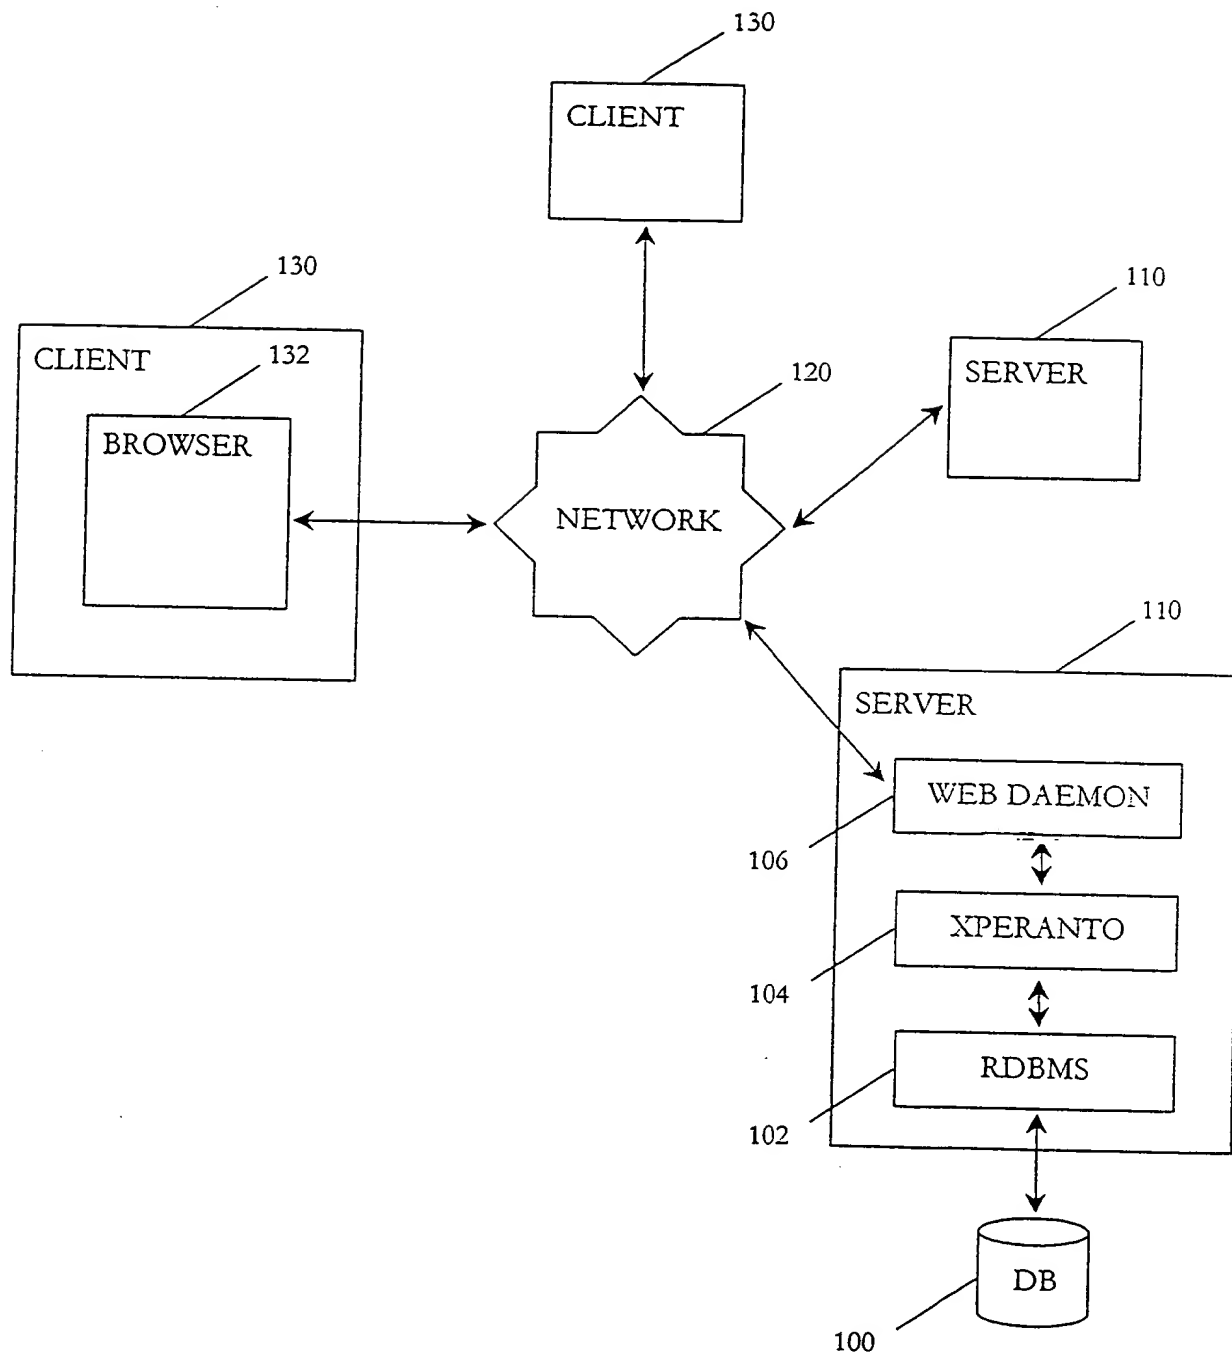 130
CLIENT
130
CLIENT
132
BROWSER
110
SERVER
120
NETWORK
110
SERVER
WEB DAEMON
106
XPERANTO
104
RDBMS
102
DB
100